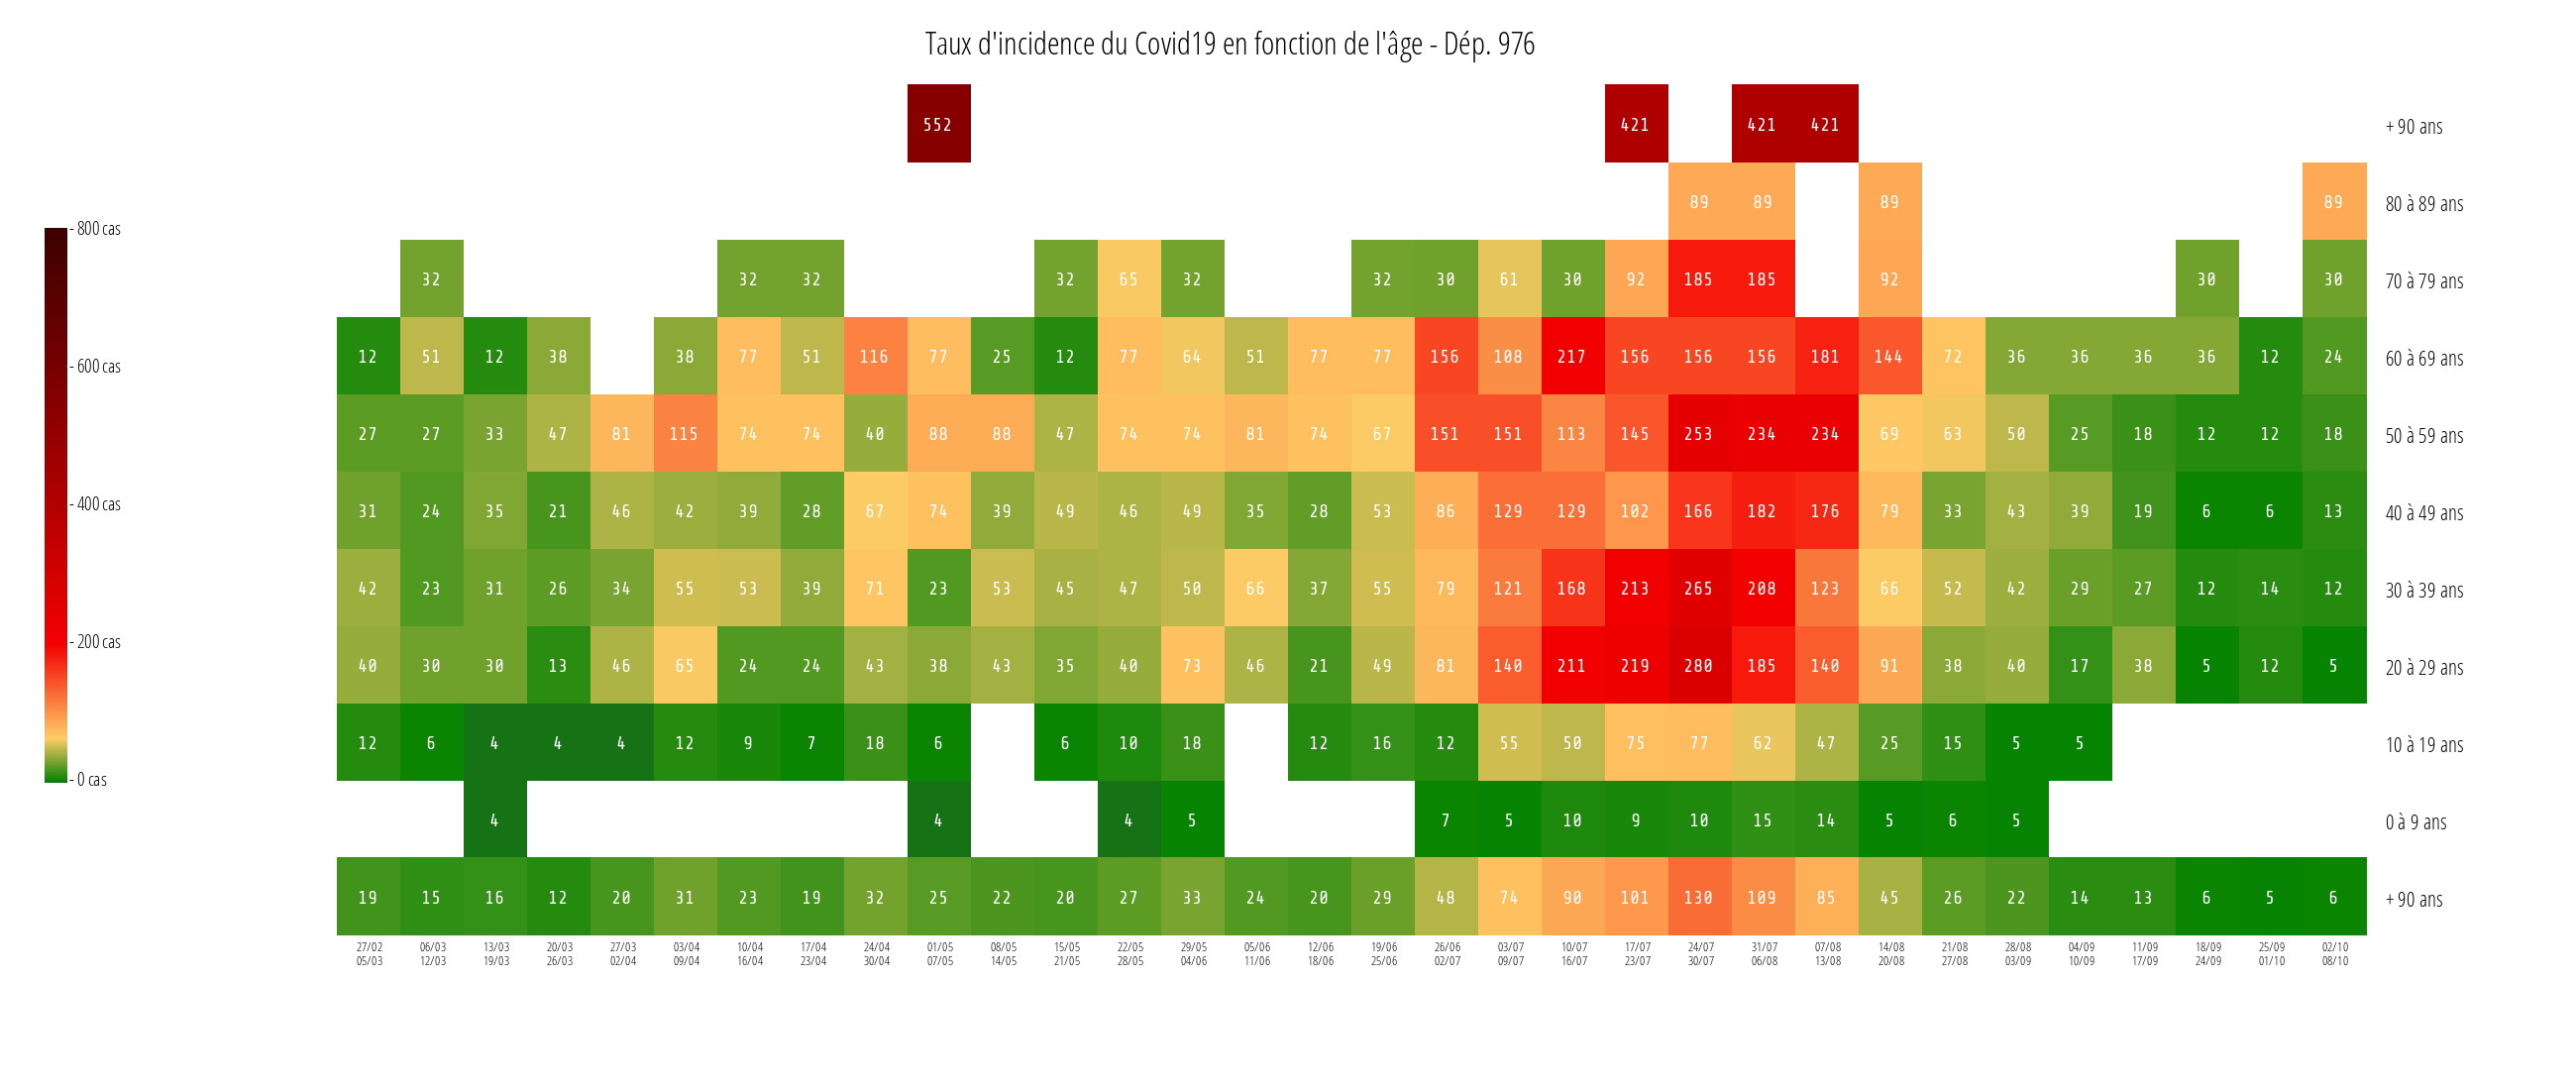 Taux d'incidence du Covid19 en fonction de l'âge - Dép. 976
552 421 421 421 + 90 ans
89 89 89 89 80 à 89 ans
- 800 cas
32 32 32 32 65 32 32 30 61 30 92 185 185 92 30 30 70 à 79 ans
12 51 12 38 38 77 51 116 77 25 12 77 64 51 77 77 156 108 217 156 156 156 181 144 72 36 36 36 36 12 24 60 à 69 ans
- 600 cas
27 27 33 47 81 115 74 74 40 88 88 47 74 74 81 74 67 151 151 113 145 253 234 234 69 63 50 25 18 12 12 18 50 à 59 ans
- 400 cas
31 24 35 21 46 42 39 28 67 74 39 49 46 49 35 28 53 86 129 129 102 166 182 176 79 33 43 39 19 6 6 13 40 à 49 ans
42 23 31 26 34 55 53 39 71 23 53 45 47 50 66 37 55 79 121 168 213 265 208 123 66 52 42 29 27 12 14 12 30 à 39 ans
- 200 cas
40 30 30 13 46 65 24 24 43 38 43 35 40 73 46 21 49 81 140 211 219 280 185 140 91 38 40 17 38 5 12 5 20 à 29 ans
12 6 4 4 4 12 9 7 18 6 6 10 18 12 16 12 55 50 75 77 62 47 25 15 5 5 10 à 19 ans
- 0 cas
4 4 4 5 7 5 10 9 10 15 14 5 6 5 0 à 9 ans
19 15 16 12 20 31 23 19 32 25 22 20 27 33 24 20 29 48 74 90 101 130 109 85 45 26 22 14 13 6 5 6 + 90 ans
27/02 06/03 13/03 20/03 27/03 03/04 10/04 17/04 24/04 01/05 08/05 15/05 22/05 29/05 05/06 12/06 19/06 26/06 03/07 10/07 17/07 24/07 31/07 07/08 14/08 21/08 28/08 04/09 11/09 18/09 25/09 02/10
05/03 12/03 19/03 26/03 02/04 09/04 16/04 23/04 30/04 07/05 14/05 21/05 28/05 04/06 11/06 18/06 25/06 02/07 09/07 16/07 23/07 30/07 06/08 13/08 20/08 27/08 03/09 10/09 17/09 24/09 01/10 08/10